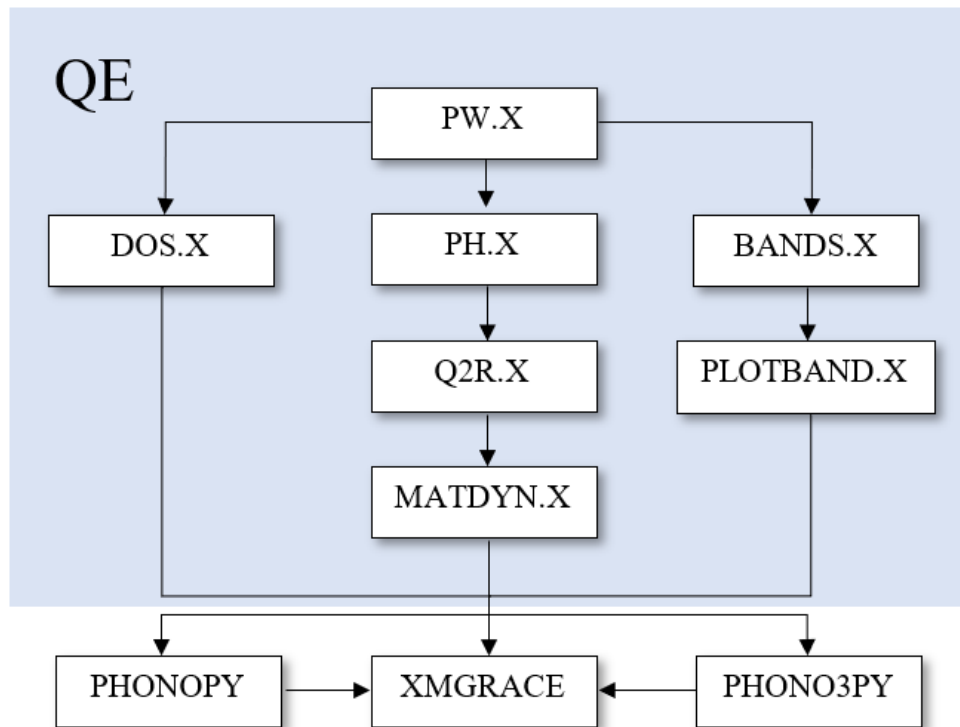 QE
PW.X
DOS.X
PH.X
BANDS.X
Q2R.X
PLOTBAND.X
MATDYN.X
PHONOPY
XMGRACE
PHONO3PY